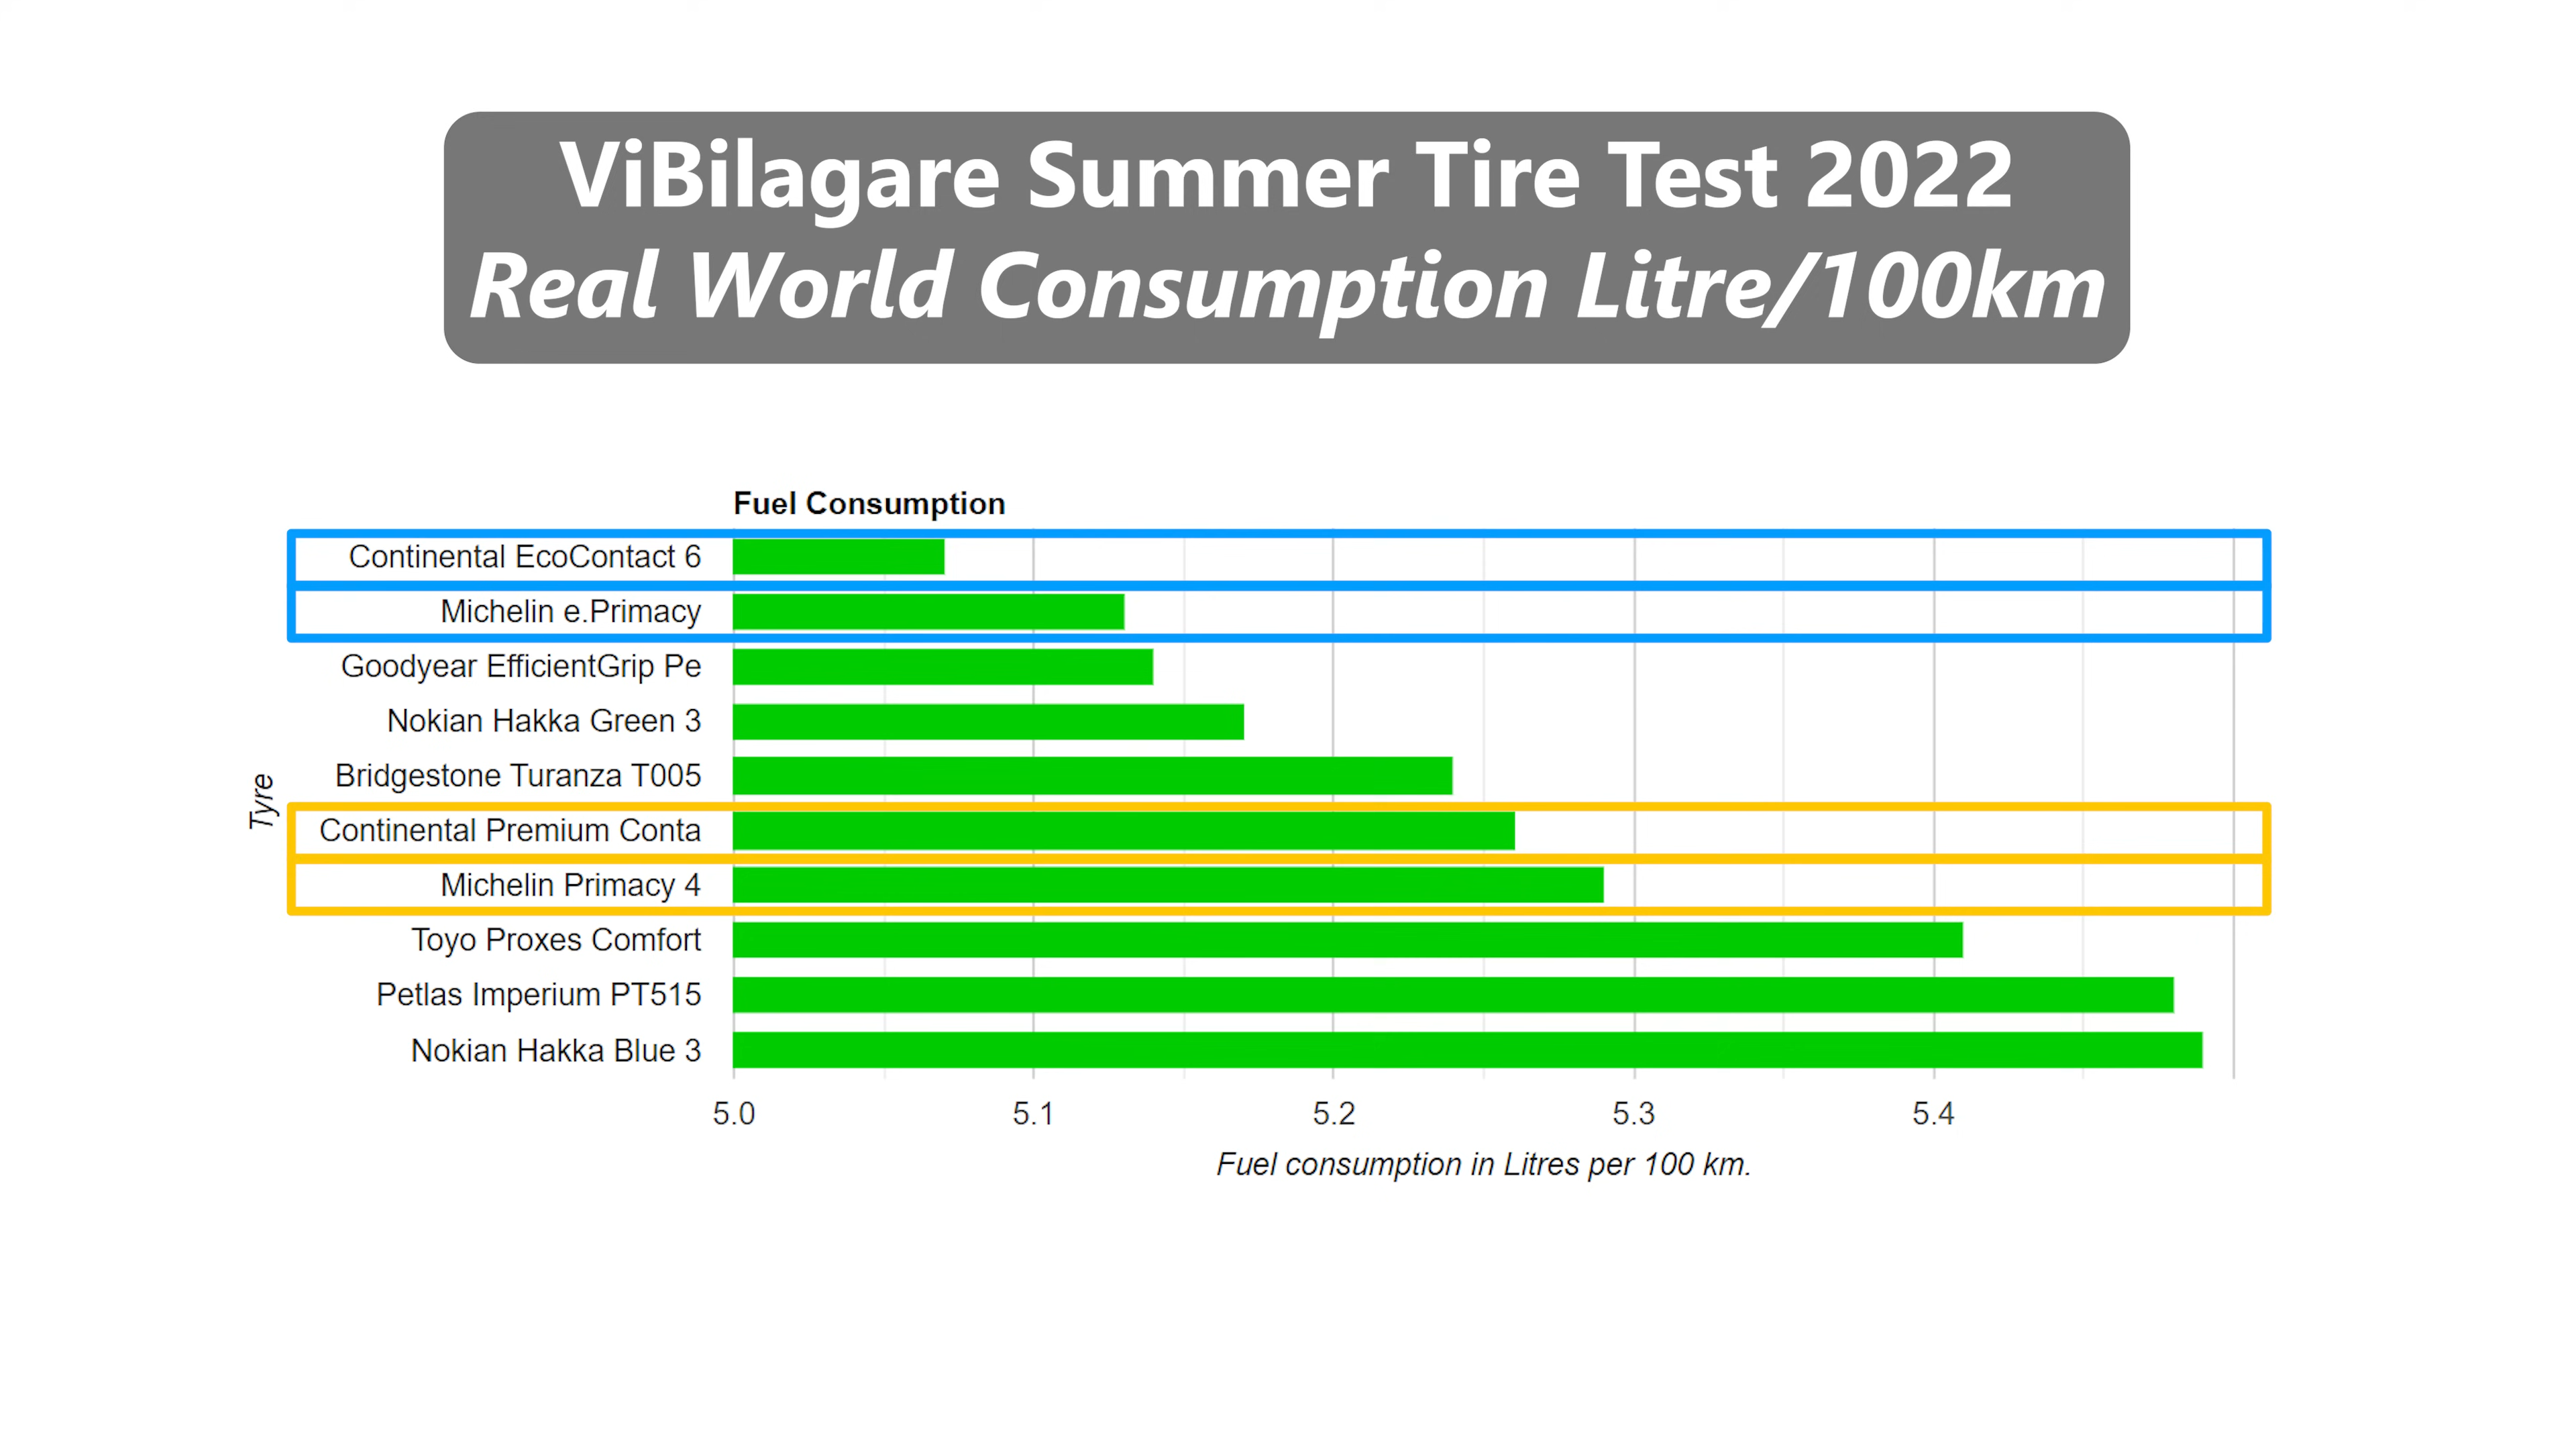 ViBilagare Summer Tire Test 2022
Real World Consumption Litre/100km
Fuel Consumption
Continental EcoContact 6
Michelin e.Primacy
Goodyear EfficientGrip Pe
Nokian Hakka Green 3
Bridgestone Turanza T005
Continental Premium Conta
Michelin Primacy 4
Toyo Proxes Comfort
Petlas Imperium PT515
Nokian Hakka Blue 3
Tyre
5.0 5.1 5.2 5.3 5.4
Fuel consumption in Litres per 100 km.